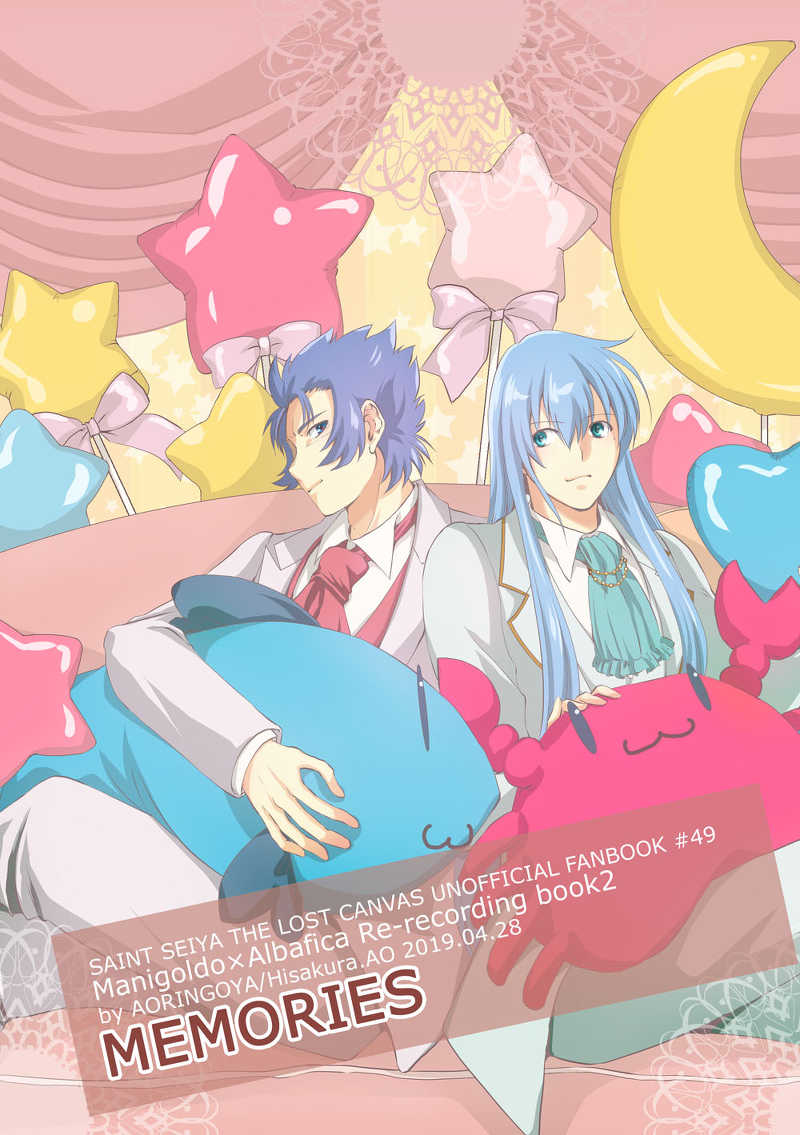 SAINT SEIYA THE LOST CANVAS UNOFFICIAL FANBOOK #49
Manigoldo×Albafica Re-recording book2
by AORINGOYA/Hisakura.AO 2019.04.28
MEMORIES